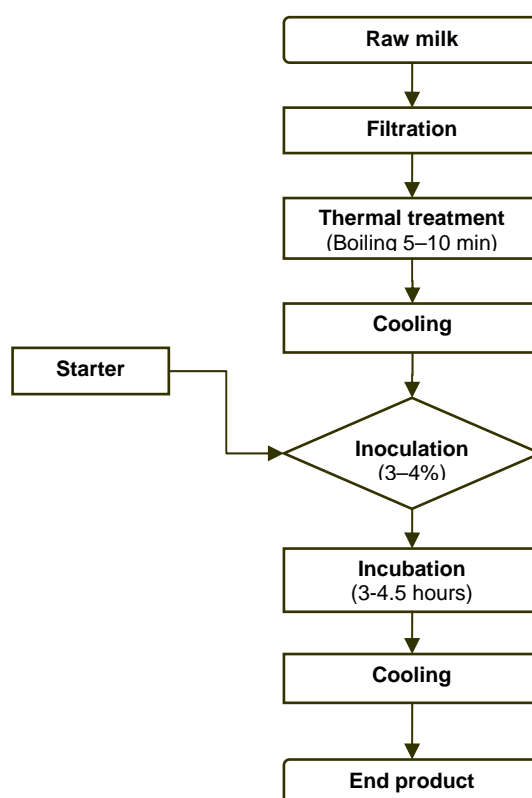 Raw milk
Filtration
Thermal treatment
(Boiling 5–10 min)
Cooling
Starter
Inoculation
(3–4%)
Incubation
(3-4.5 hours)
Cooling
End product